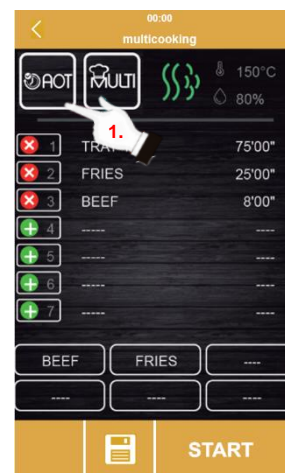 00:00
multicooking
AOT MULTI 150°C
80%
1.
1 75'00"
2 FRIES 25'00"
3 BEEF 8'00"
4 ----- ----
5 ----- ----
6 ----- ----
7 ----- ----
BEEF FRIES ----
---- ---- ----
START